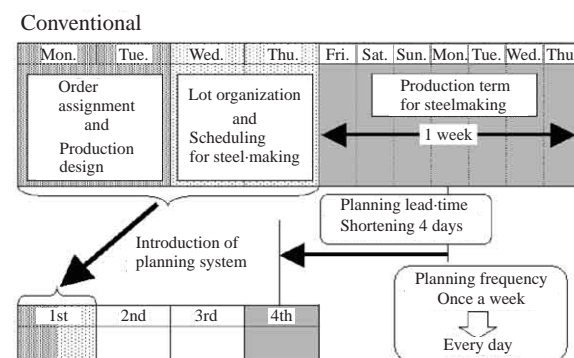 Conventional
Mon. Tue. Wed. Thu. Fri. Sat. Sun. Mon. Tue. Wed. Thu
Order
assignment
and
Production
design
Lot organization
and
Scheduling
for steel·making
Production term
for steelmaking
1 week
Planning lead·time
Shortening 4 days
Introduction of
planning system
Planning frequency
Once a week
Every day
1st 2nd 3rd 4th